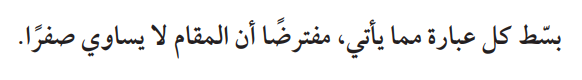 بسّط كل عبارة مما يأتي، مفترضًا أن المقام لا يساوي صفرًا.